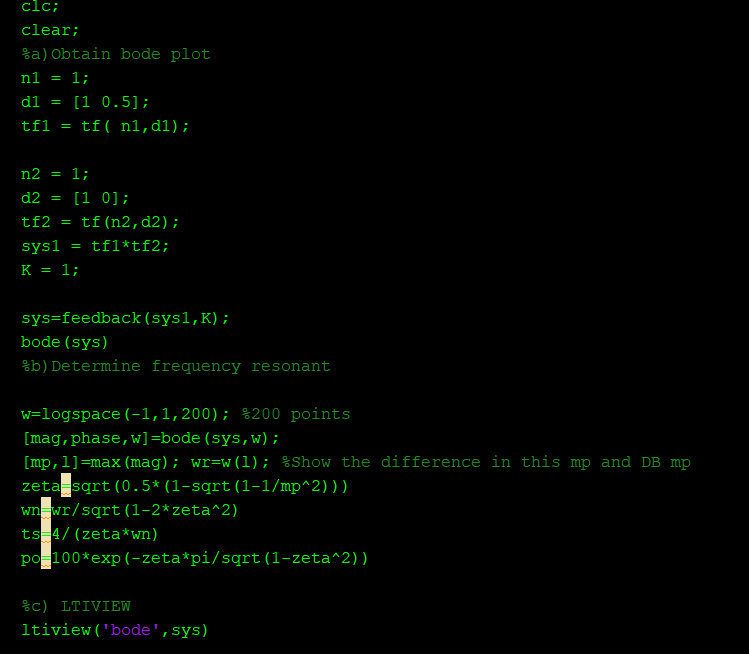 clc;
clear;
%a)Obtain bode plot
n1 = 1;
d1 = [1 0.5];
tf1 = tf( n1,d1);
n2 = 1;
d2 = [1 0];
tf2 = tf(n2,d2);
sys1 = tf1*tf2;
K = 1;
sys=feedback(sys1,K);
bode(sys)
%b)Determine frequency resonant
w=logspace(-1,1,200); %200 points
[mag,phase,w]=bode(sys,w);
[mp,l]=max(mag); wr=w(l); %Show the difference in this mp and DB mp
zeta=sqrt(0.5*(1-sqrt(1-1/mp^2)))
wn=wr/sqrt(1-2*zeta^2)
ts=4/(zeta*wn)
po=100*exp(-zeta*pi/sqrt(1-zeta^2))
%c) LTIVIEW
ltiview('bode',sys)